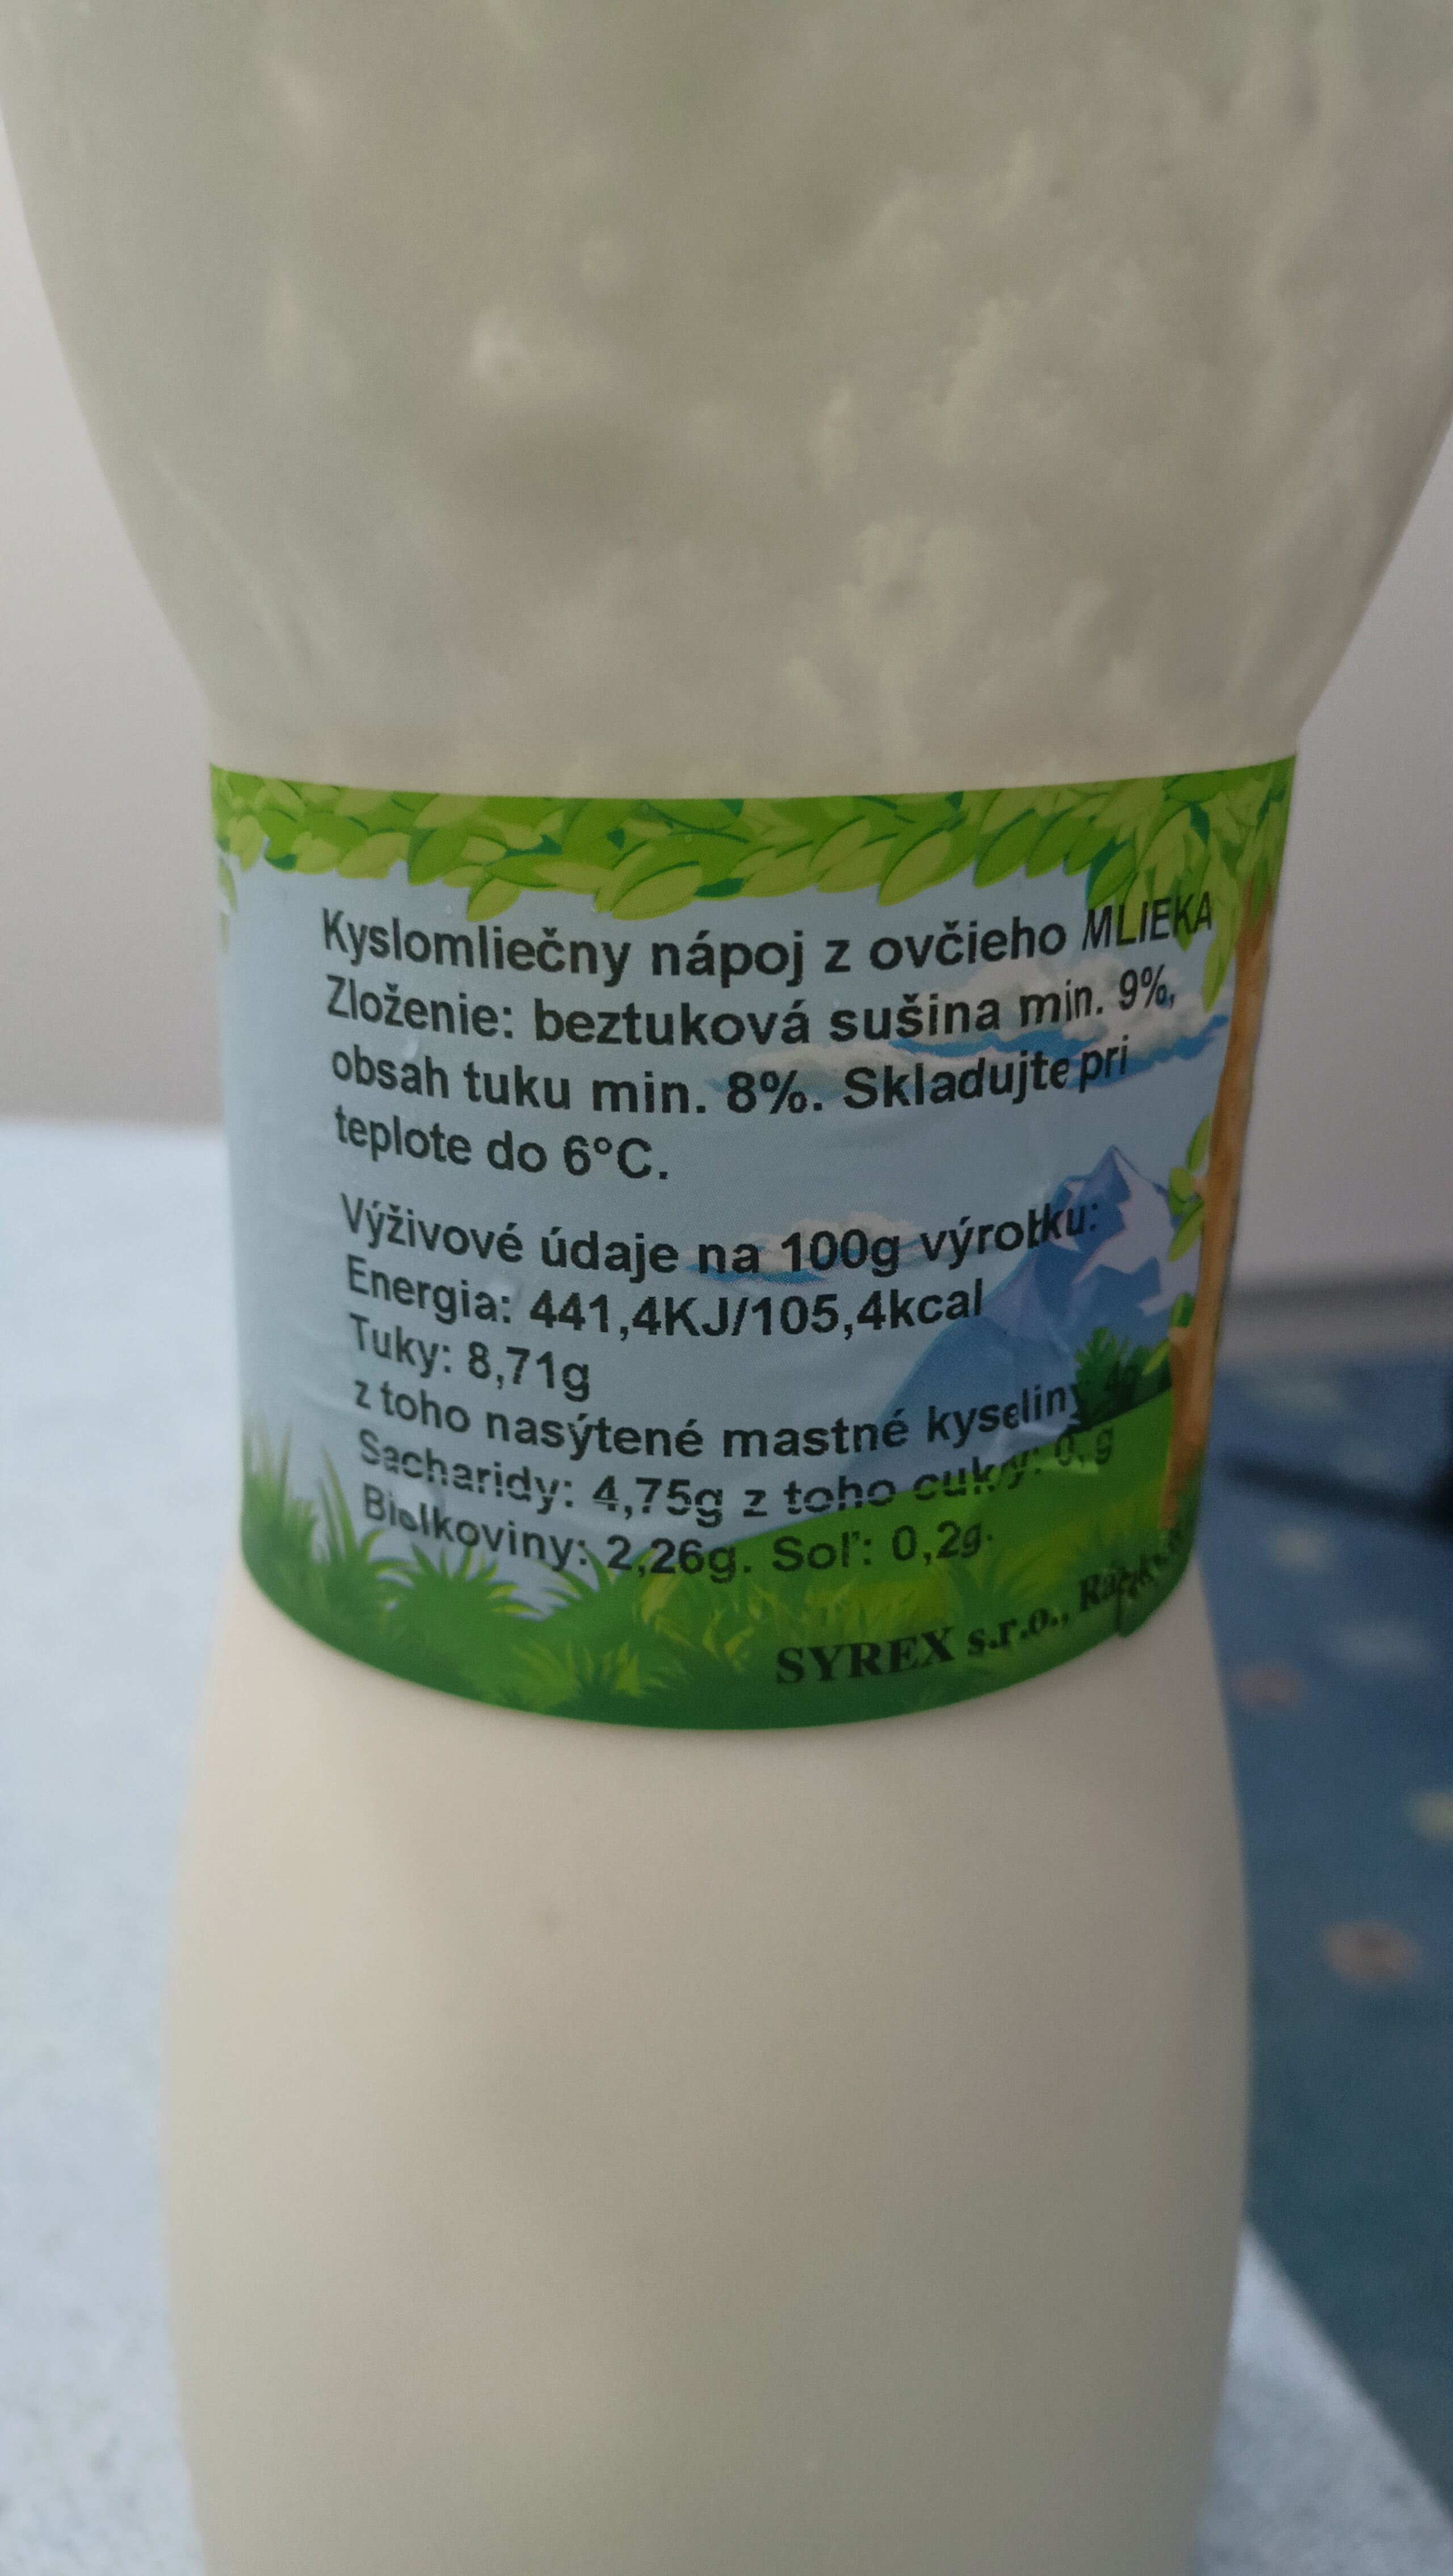 Kyslomliečny nápoj z ovčieho MLIEKA
Zloženie: beztuková sušina min. 9%,
obsah tuku min. 8%. Skladujte pri
teplote do 6°C.
Výživové údaje na 100g výrobku:
Energia: 441,4KJ/105,4kcal
Tuky: 8,71g
z toho nasýtené mastné kyseliny
Sacharidy: 4,75g z toho cukry:
Bielkoviny: 2,26g. Soľ: 0,2g.
SYREX s.r.o.,